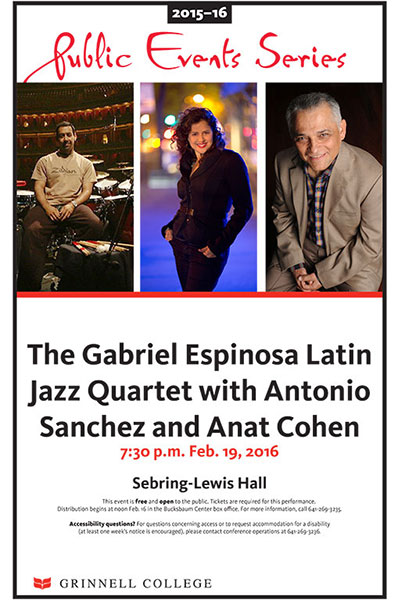 2015–16
Public Events Series
Zildjian
The Gabriel Espinosa Latin
Jazz Quartet with Antonio
Sanchez and Anat Cohen
7:30 p.m. Feb. 19, 2016
Sebring-Lewis Hall
This event is free and open to the public. Tickets are required for this performance.
Distribution begins at noon Feb. 16 in the Bucksbaum Center box office. For more information, call 641-269-3235.
Accessibility questions? For questions concerning access or to request accommodation for a disability
(at least one week's notice is encouraged), please contact conference operations at 641-269-3236.
GRINNELL COLLEGE